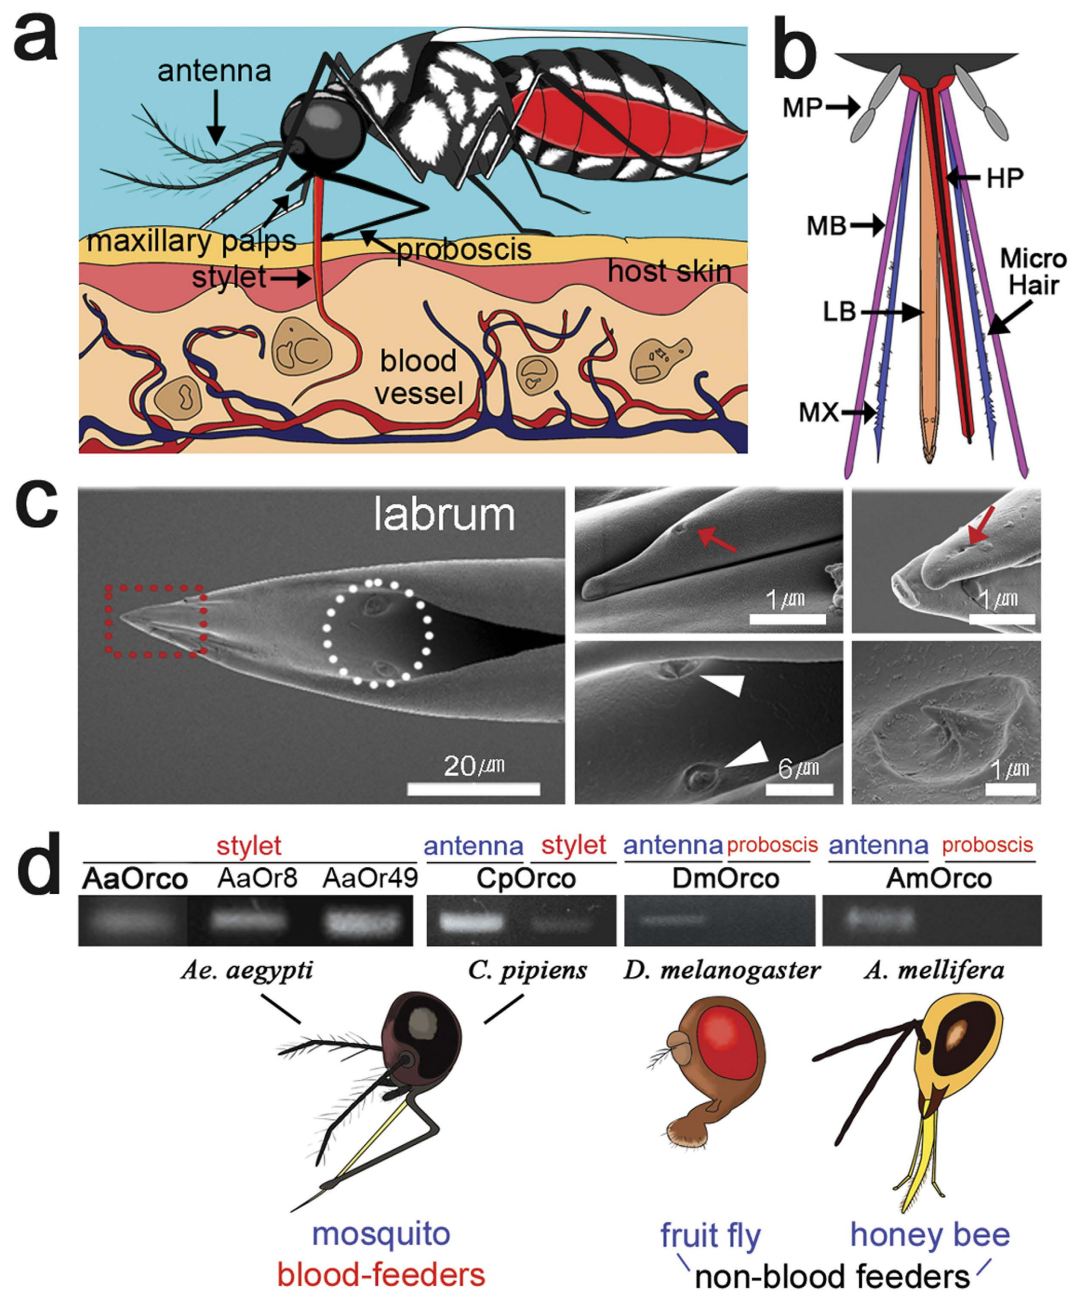 a
antenna
maxillary palps
proboscis
stylet
host skin
blood
vessel
b
MP
HP
MB
Micro
Hair
LB
MX
c
labrum
20㎛
1㎛
1㎛
6㎛
1㎛
d
stylet
antenna stylet
antenna proboscis
antenna proboscis
AaOrco AaOr8 AaOr49
CpOrco
DmOrco
AmOrco
Ae. aegypti
C. pipiens
D. melanogaster
A. mellifera
mosquito
blood-feeders
fruit fly
honey bee
non-blood feeders